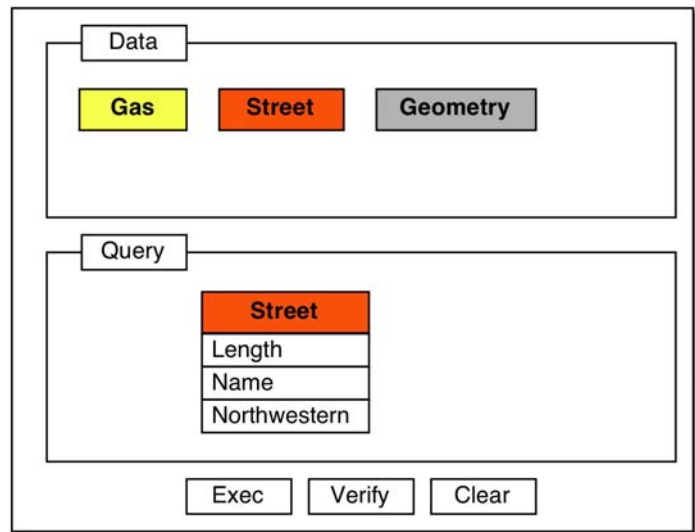 Data
Gas Street Geometry
Query
Street
Length
Name
Northwestern
Exec Verify Clear